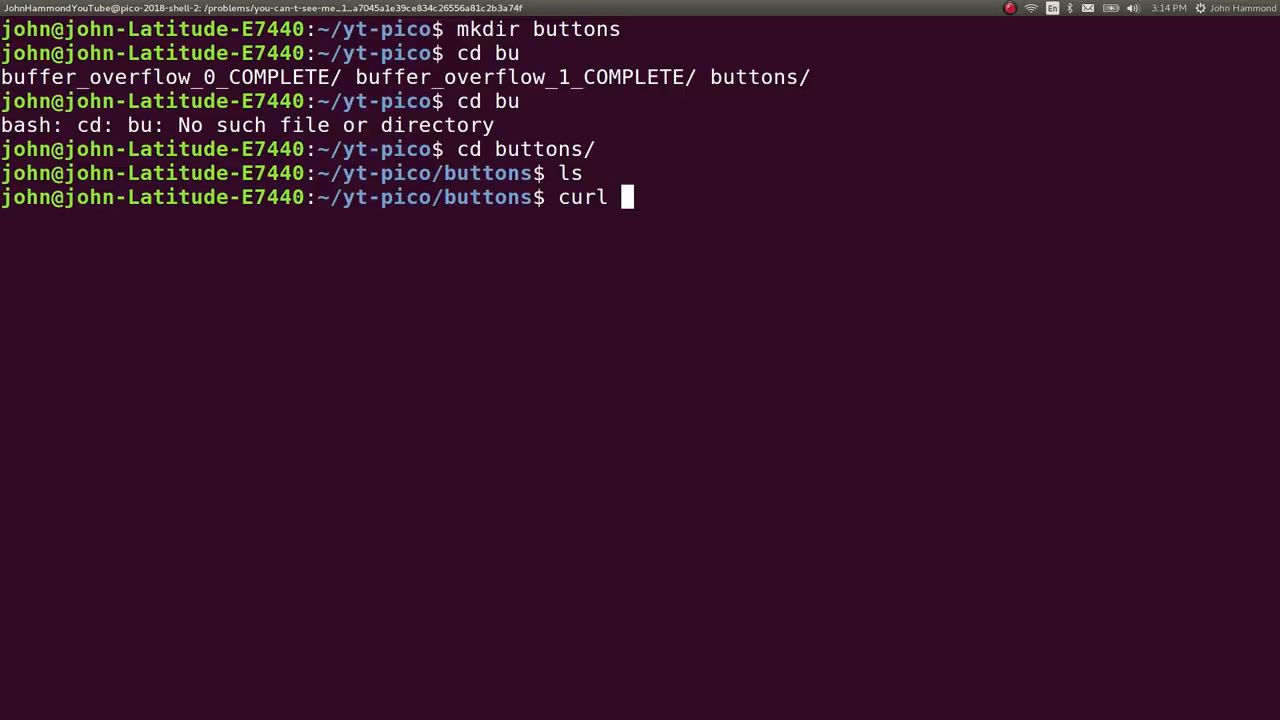 JohnHammondYouTube@pico-2018-shell-2: /problems/you-can-t-see-me_1_a7045a1e39ce834c26556a81c2b3a74f En 3:14 PM John Hammond
john@john-Latitude-E7440:~/yt-pico$ mkdir buttons
john@john-Latitude-E7440:~/yt-pico$ cd bu
buffer_overflow_0_COMPLETE/ buffer_overflow_1_COMPLETE/ buttons/
john@john-Latitude-E7440:~/yt-pico$ cd bu
bash: cd: bu: No such file or directory
john@john-Latitude-E7440:~/yt-pico$ cd buttons/
john@john-Latitude-E7440:~/yt-pico/buttons$ ls
john@john-Latitude-E7440:~/yt-pico/buttons$ curl